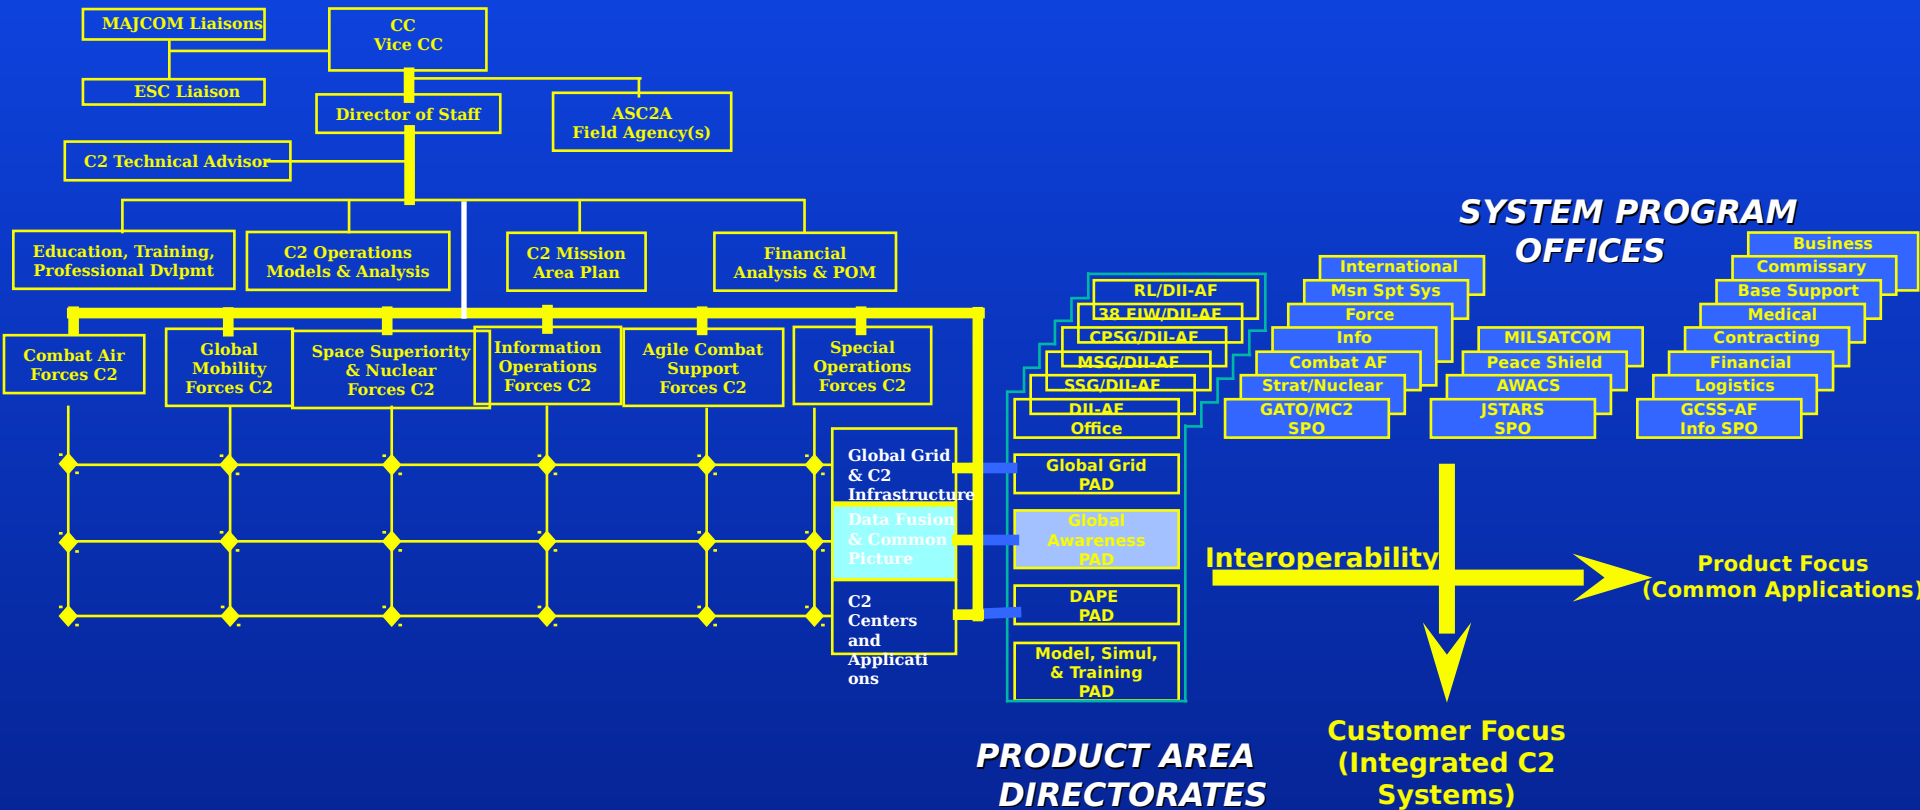 MAJCOM Liaisons
CC
Vice CC
ESC Liaison
Director of Staff
ASC2A
Field Agency(s)
C2 Technical Advisor
Education, Training,
Professional Dvlpmt
C2 Operations
Models & Analysis
C2 Mission
Area Plan
Financial
Analysis & POM
Combat Air
Forces C2
Global
Mobility
Forces C2
Space Superiority
& Nuclear
Forces C2
Information
Operations
Forces C2
Agile Combat
Support
Forces C2
Special
Operations
Forces C2
Global Grid
& C2
Infrastructure
Data Fusion
& Common
Picture
C2
Centers
and
Applicati
ons
RL/DII-AF
38 EIW/DII-AF
CPSG/DII-AF
MSG/DII-AF
SSG/DII-AF
DII-AF
Office
Global Grid
PAD
Global
Awareness
PAD
DAPE
PAD
Model, Simul,
& Training
PAD
PRODUCT AREA
DIRECTORATES
SYSTEM PROGRAM
OFFICES
International
Msn Spt Sys
Force
Info
Combat AF
Strat/Nuclear
GATO/MC2
SPO
MILSATCOM
Peace Shield
AWACS
JSTARS
SPO
Business
Commissary
Base Support
Medical
Contracting
Financial
Logistics
GCSS-AF
Info SPO
Interoperability
Product Focus
(Common Applications)
Customer Focus
(Integrated C2
Systems)